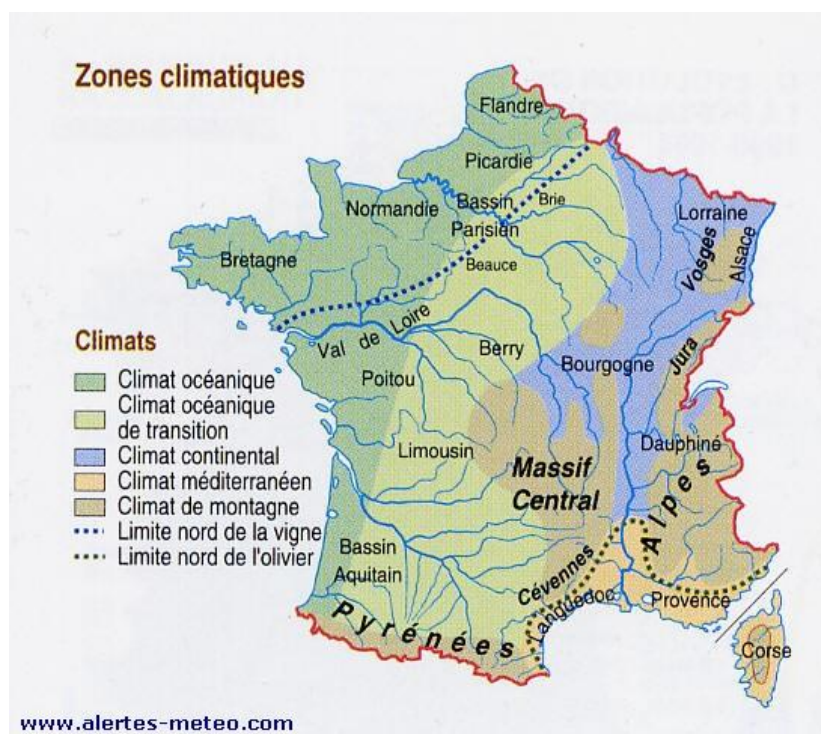 Zones climatiques
Flandre
Picardie
Normandie
Bassin
Parisien
Brie
Lorraine
Vosges
Alsace
Bretagne
Beauce
Val de Loire
Berry
Bourgogne
Jura
Poitou
Climats
Climat océanique
Climat océanique
de transition
Climat continental
Climat méditerranéen
Climat de montagne
Limite nord de la vigne
Limite nord de l'olivier
Limousin
Massif
Central
Dauphiné
Alpes
Bassin
Aquitain
Cévennes
Languedoc
Provence
Pyrénées
Corse
www.alertes-meteo.com